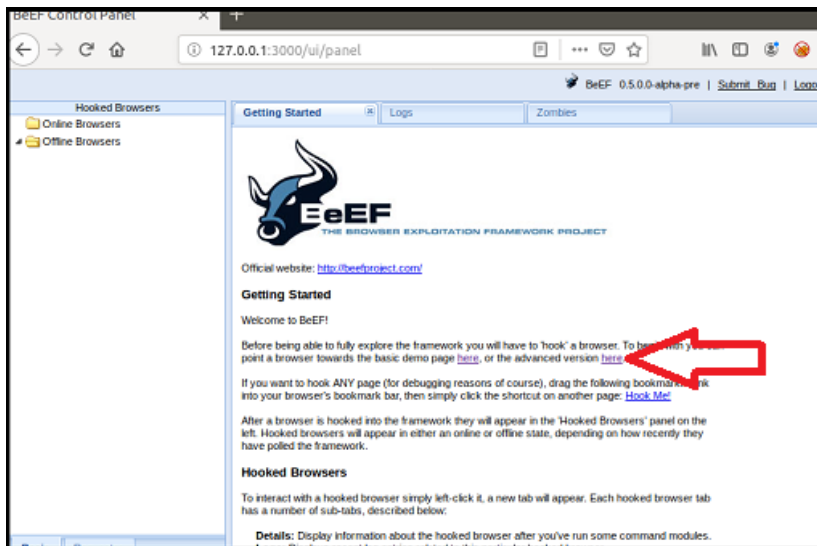 BeEF Control Panel
127.0.0.1:3000/ui/panel
BeEF 0.5.0.0-alpha-pre | Submit Bug |
Hooked Browsers
Online Browsers
Offline Browsers
Getting Started
Logs
Zombies
BeEF
THE BROWSER EXPLOITATION FRAMEWORK PROJECT
Official website: http://beefproject.com/
Getting Started
Welcome to BeEF!
Before being able to fully explore the framework you will have to 'hook' a browser. To with you can
point a browser towards the basic demo page here, or the advanced version here.
If you want to hook ANY page (for debugging reasons of course), drag the following
into your browser's bookmark bar, then simply click the shortcut on another page: Hook Me!
After a browser is hooked into the framework they will appear in the 'Hooked Browsers' panel on the
left. Hooked browsers will appear in either an online or offline state, depending on how recently they
have polled the framework.
Hooked Browsers
To interact with a hooked browser simply left-click it, a new tab will appear. Each hooked browser tab
has a number of sub-tabs, described below:
Details: Display information about the hooked browser after you've run some command modules.